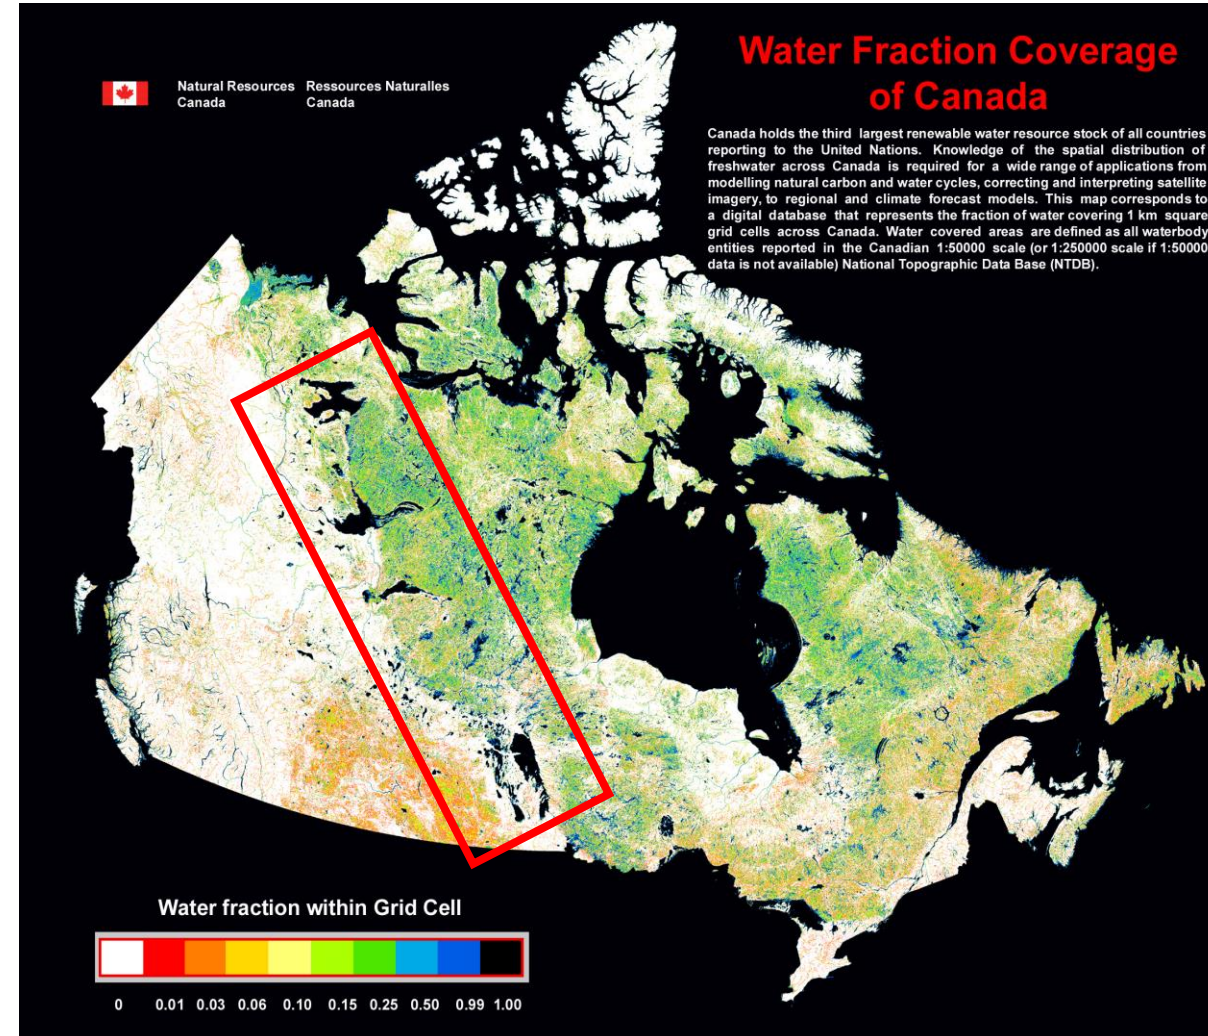 Water Fraction Coverage
of Canada
Natural Resources Ressources Naturalles
Canada Canada
Canada holds the third largest renewable water resource stock of all countries
reporting to the United Nations. Knowledge of the spatial distribution of
freshwater across Canada is required for a wide range of applications from
modelling natural carbon and water cycles, correcting and interpreting satellite
imagery, to regional and climate forecast models. This map corresponds to
a digital database that represents the fraction of water covering 1 km square
grid cells across Canada. Water covered areas are defined as all waterbody
entities reported in the Canadian 1:50000 scale (or 1:250000 scale if 1:50000
data is not available) National Topographic Data Base (NTDB).
Water fraction within Grid Cell
0 0.01 0.03 0.06 0.10 0.15 0.25 0.50 0.99 1.00